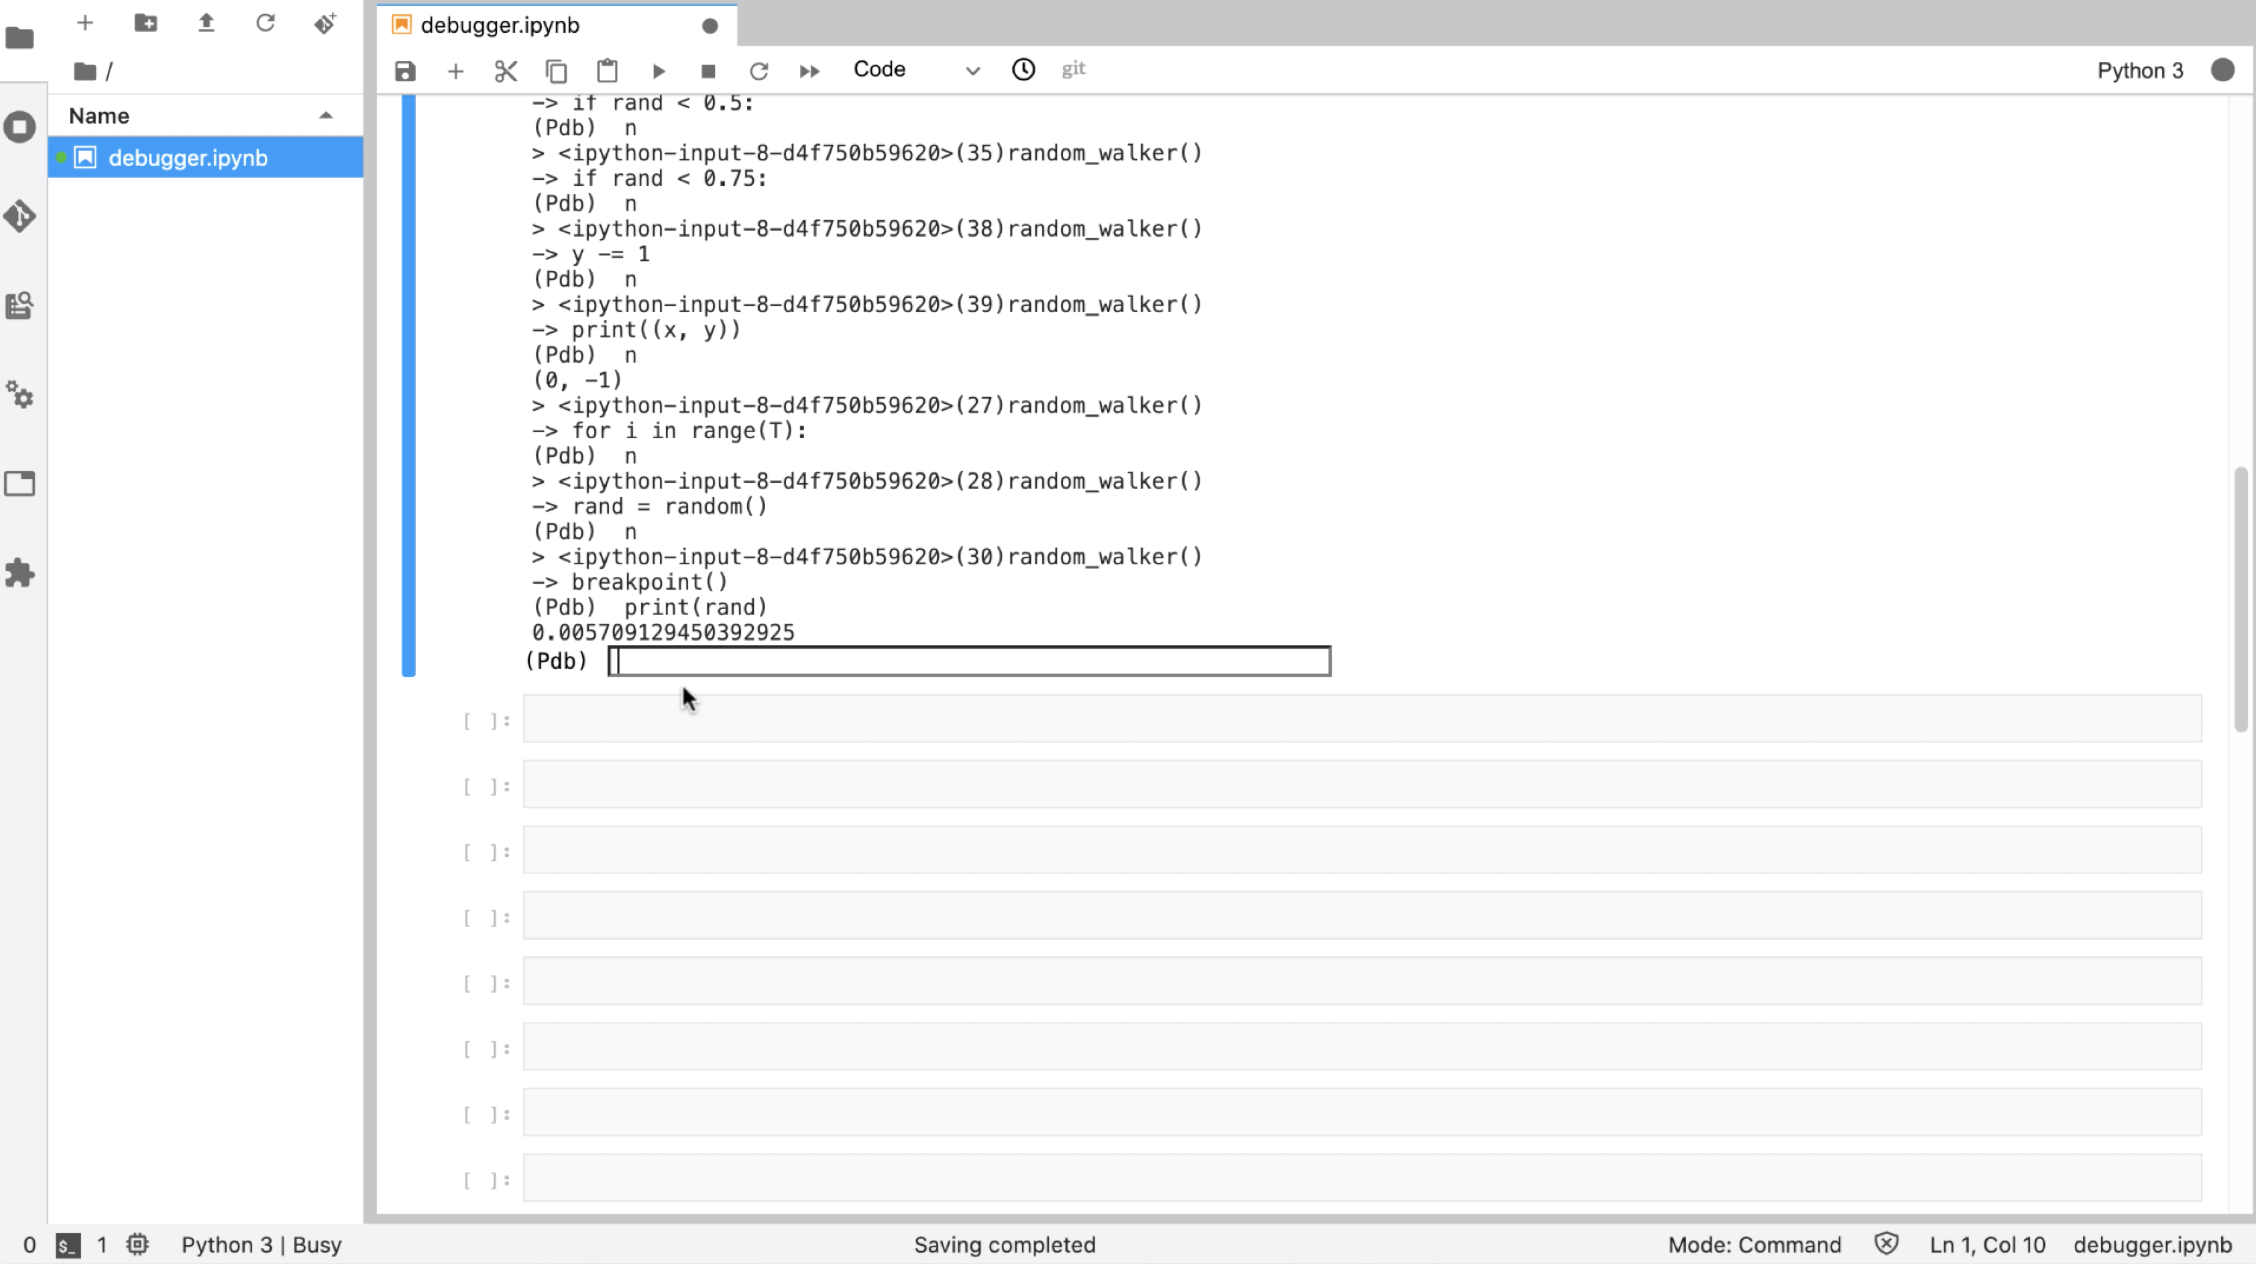 debugger.ipynb
/
Code
git
Python 3
Name
debugger.ipynb
-> if rand < 0.5:
(Pdb)  n
> <ipython-input-8-d4f750b59620>(35)random_walker()
-> if rand < 0.75:
(Pdb)  n
> <ipython-input-8-d4f750b59620>(38)random_walker()
-> y -= 1
(Pdb)  n
> <ipython-input-8-d4f750b59620>(39)random_walker()
-> print((x, y))
(Pdb)  n
(0, -1)
> <ipython-input-8-d4f750b59620>(27)random_walker()
-> for i in range(T):
(Pdb)  n
> <ipython-input-8-d4f750b59620>(28)random_walker()
-> rand = random()
(Pdb)  n
> <ipython-input-8-d4f750b59620>(30)random_walker()
-> breakpoint()
(Pdb)  print(rand)
0.005709129450392925
(Pdb)
[ ]:
[ ]:
[ ]:
[ ]:
[ ]:
[ ]:
[ ]:
[ ]:
0 $_ 1 Python 3 | Busy Saving completed Mode: Command Ln 1, Col 10 debugger.ipynb